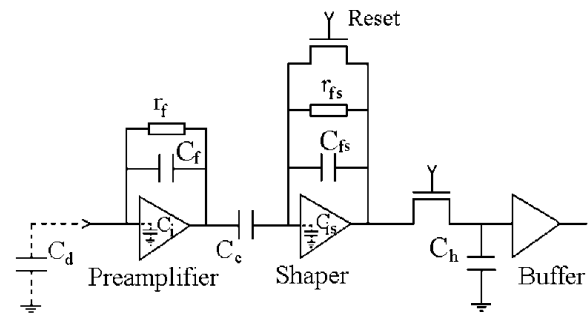 Reset
r_fs
r_f
C_fs
C_f
C_i
C_is
C_d
C_c
C_h
Preamplifier
Shaper
Buffer